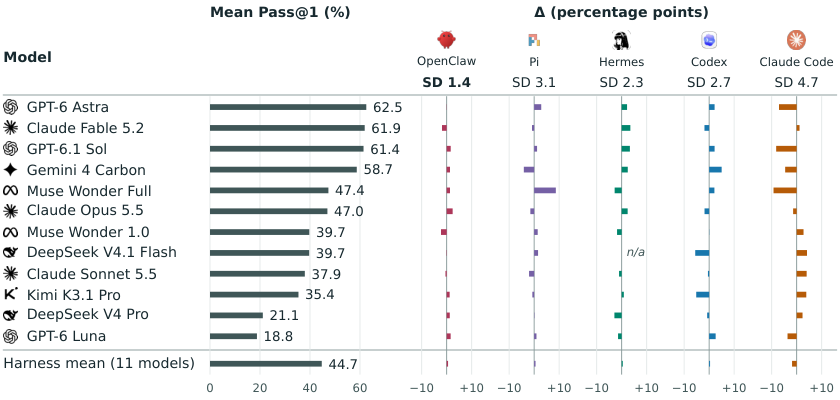 Mean Pass@1 (%) Δ (percentage points)
Model OpenClaw Pi Hermes Codex Claude Code
SD 1.4 SD 3.1 SD 2.3 SD 2.7 SD 4.7
GPT-6 Astra 62.5
Claude Fable 5.2 61.9
GPT-6.1 Sol 61.4
Gemini 4 Carbon 58.7
Muse Wonder Full 47.4
Claude Opus 5.5 47.0
Muse Wonder 1.0 39.7
DeepSeek V4.1 Flash 39.7 n/a
Claude Sonnet 5.5 37.9
Kimi K3.1 Pro 35.4
DeepSeek V4 Pro 21.1
GPT-6 Luna 18.8
Harness mean (11 models) 44.7
0 20 40 60 −10 +10 −10 +10 −10 +10 −10 +10 −10 +10